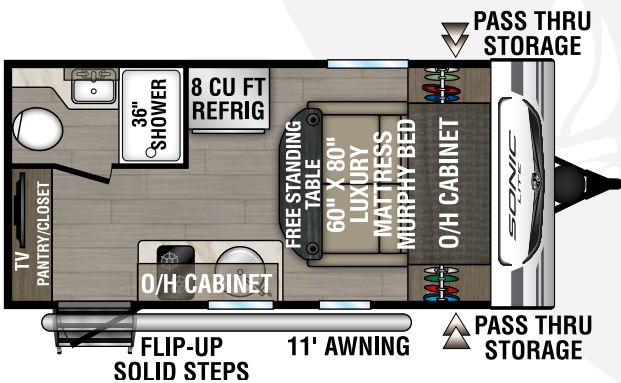 PASS THRU
STORAGE
36"
SHOWER
8 CU FT
REFRIG
FREE STANDING
TABLE
60" X 80"
LUXURY
MATTRESS
MURPHY BED
O/H CABINET
SONIC
LITE
TV
PANTRY/CLOSET
O/H CABINET
FLIP-UP
SOLID STEPS
11' AWNING
PASS THRU
STORAGE